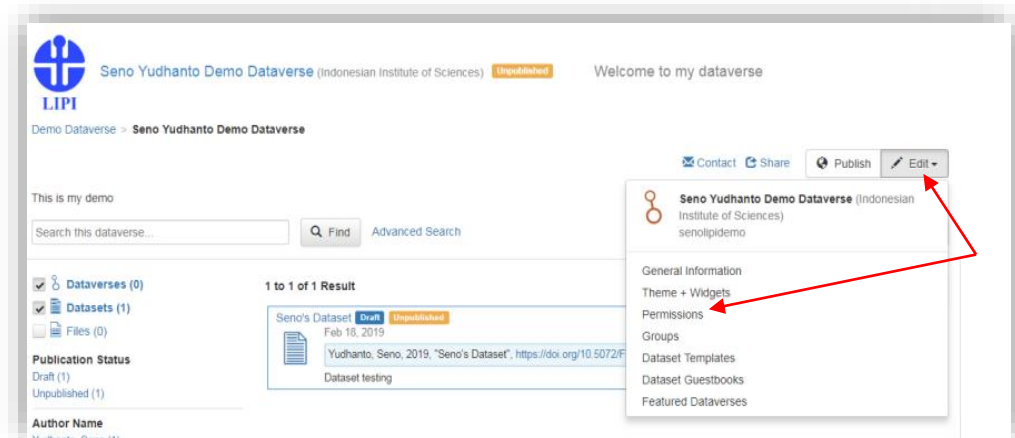 LIPI
Seno Yudhanto Demo Dataverse (Indonesian Institute of Sciences) Unpublished Welcome to my dataverse
Demo Dataverse > Seno Yudhanto Demo Dataverse
Contact Share Publish Edit
This is my demo
Search this dataverse...
Find Advanced Search
Seno Yudhanto Demo Dataverse (Indonesian
Institute of Sciences)
senolipidemo
General Information
Theme + Widgets
Permissions
Groups
Dataset Templates
Dataset Guestbooks
Featured Dataverses
Dataverses (0)
Datasets (1)
Files (0)
Publication Status
Draft (1)
Unpublished (1)
Author Name
1 to 1 of 1 Result
Seno's Dataset Draft Unpublished
Feb 18, 2019
Yudhanto, Seno, 2019, "Seno's Dataset", https://doi.org/10.5072/F
Dataset testing